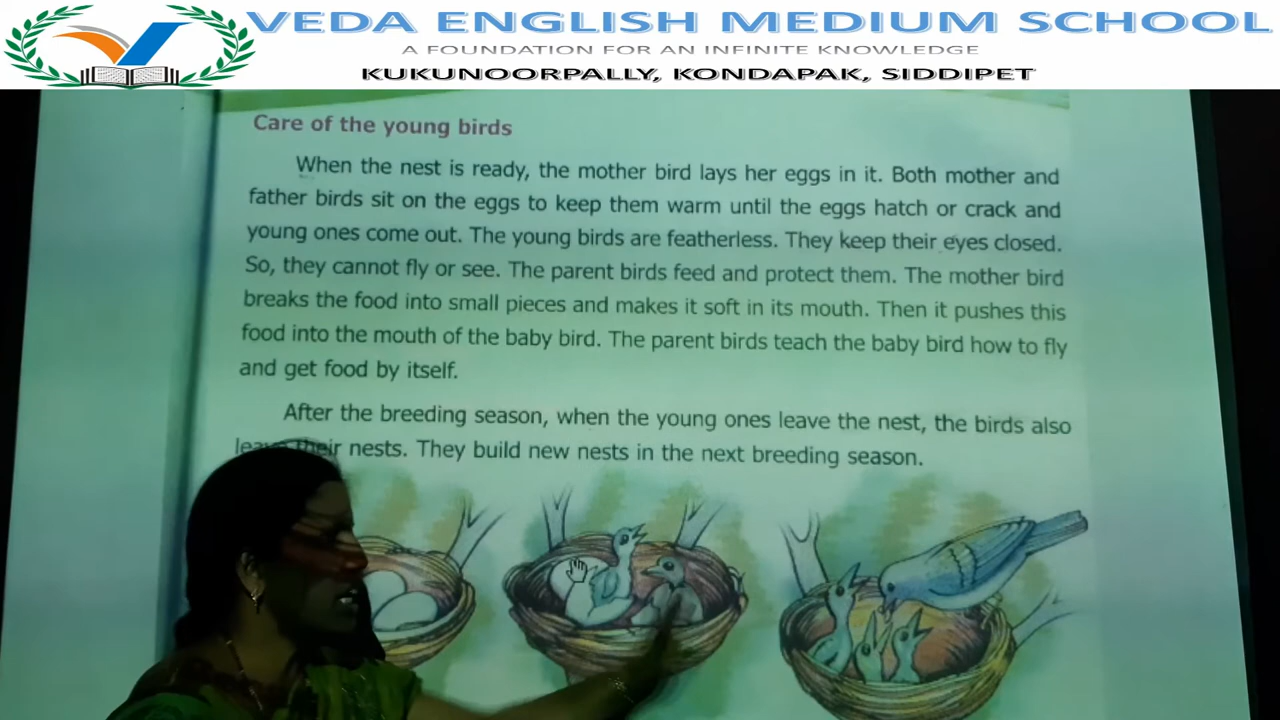 VEDA ENGLISH MEDIUM SCHOOL
A FOUNDATION FOR AN INFINITE KNOWLEDGE
KUKUNOORPALLY, KONDAPAK, SIDDIPET
Care of the young birds
When the nest is ready, the mother bird lays her eggs in it. Both mother and
father birds sit on the eggs to keep them warm until the eggs hatch or crack and
young ones come out. The young birds are featherless. They keep their eyes closed.
So, they cannot fly or see. The parent birds feed and protect them. The mother bird
breaks the food into small pieces and makes it soft in its mouth. Then it pushes this
food into the mouth of the baby bird. The parent birds teach the baby bird how to fly
and get food by itself.
After the breeding season, when the young ones leave the nest, the birds also
leave their nests. They build new nests in the next breeding season.